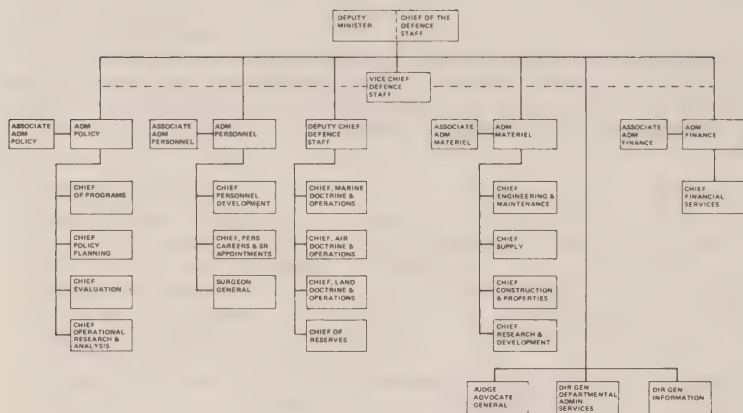 DEPUTY
MINISTER
CHIEF OF THE
DEFENCE
STAFF
VICE CHIEF
DEFENCE
STAFF
ASSOCIATE
ADM
POLICY
ADM
POLICY
ASSOCIATE
ADM
PERSONNEL
ADM
PERSONNEL
DEPUTY CHIEF
DEFENCE
STAFF
ASSOCIATE
ADM
MATERIEL
ADM
MATERIEL
ASSOCIATE
ADM
FINANCE
ADM
FINANCE
CHIEF
OF PROGRAMS
CHIEF
POLICY
PLANNING
CHIEF
EVALUATION
CHIEF
OPERATIONAL
RESEARCH &
ANALYSIS
CHIEF
PERSONNEL
DEVELOPMENT
CHIEF, PERS
CAREERS & SR
APPOINTMENTS
SURGEON
GENERAL
CHIEF, MARINE
DOCTRINE &
OPERATIONS
CHIEF, AIR
DOCTRINE &
OPERATIONS
CHIEF, LAND
DOCTRINE &
OPERATIONS
CHIEF OF
RESERVES
CHIEF
ENGINEERING &
MAINTENANCE
CHIEF
SUPPLY
CHIEF
CONSTRUCTION
& PROPERTIES
CHIEF
RESEARCH &
DEVELOPMENT
CHIEF
FINANCIAL
SERVICES
JUDGE
ADVOCATE
GENERAL
DIR GEN
DEPARTMENTAL
ADMIN
SERVICES
DIR GEN
INFORMATION